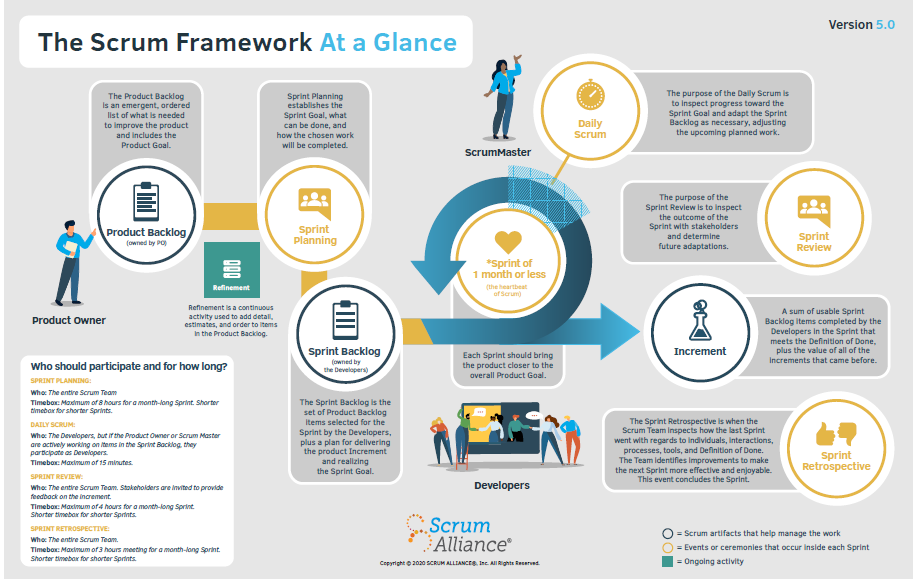 The Scrum Framework At a Glance
Version 5.0
The Product Backlog
is an emergent, ordered
list of what is needed
to improve the product
and includes the
Product Goal.
Product Backlog
(owned by PO)
Product Owner
Sprint Planning
establishes the
Sprint Goal, what
can be done, and
how the chosen work
will be completed.
Sprint
Planning
Refinement
Refinement is a continuous
activity used to add detail,
estimates, and order to items
in the Product Backlog.
Sprint Backlog
(owned by
the Developers)
The Sprint Backlog is the
set of Product Backlog
items selected for the
Sprint by the Developers,
plus a plan for delivering
the product Increment
and realizing
the Sprint Goal.
ScrumMaster
Daily
Scrum
The purpose of the Daily Scrum is
to inspect progress toward the
Sprint Goal and adapt the Sprint
Backlog as necessary, adjusting
the upcoming planned work.
*Sprint of
1 month or less
(the heartbeat
of Scrum)
Each Sprint should bring
the product closer to the
overall Product Goal.
Developers
The purpose of the
Sprint Review is to inspect
the outcome of the
Sprint with stakeholders
and determine
future adaptations.
Sprint
Review
Increment
A sum of usable Sprint
Backlog items completed by the
Developers in the Sprint that
meets the Definition of Done,
plus the value of all of the
increments that came before.
The Sprint Retrospective is when the
Scrum Team inspects how the last Sprint
went with regards to individuals, interactions,
processes, tools, and Definition of Done.
The Team identifies improvements to make
the next Sprint more effective and enjoyable.
This event concludes the Sprint.
Sprint
Retrospective
Who should participate and for how long?
SPRINT PLANNING:
Who: The entire Scrum Team
Timebox: Maximum of 8 hours for a month-long Sprint. Shorter
timebox for shorter Sprints.
DAILY SCRUM:
Who: The Developers, but if the Product Owner or Scrum Master
are actively working on items in the Sprint Backlog, they
participate as Developers.
Timebox: Maximum of 15 minutes.
SPRINT REVIEW:
Who: The entire Scrum Team. Stakeholders are invited to provide
feedback on the increment.
Timebox: Maximum of 4 hours for a month-long Sprint.
Shorter timebox for shorter Sprints.
SPRINT RETROSPECTIVE:
Who: The entire Scrum Team.
Timebox: Maximum of 3 hours meeting for a month-long Sprint.
Shorter timebox for shorter Sprints.
Scrum
Alliance®
Copyright © 2020 SCRUM ALLIANCE®, Inc. All Rights Reserved.
= Scrum artifacts that help manage the work
= Events or ceremonies that occur inside each Sprint
= Ongoing activity